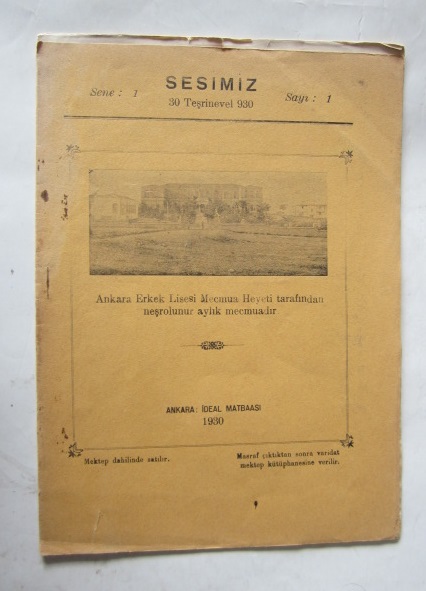 SESİMİZ
Sene : 1
30 Teşrinevel 930
Sayı : 1
Ankara Erkek Lisesi Mecmua Heyeti tarafından
neşrolunur aylık mecmuadır
ANKARA: İDEAL MATBAASI
1930
Mektep dahilinde satılır.
Masraf çıktıktan sonra varidat
mektep kütüphanesine verilir.